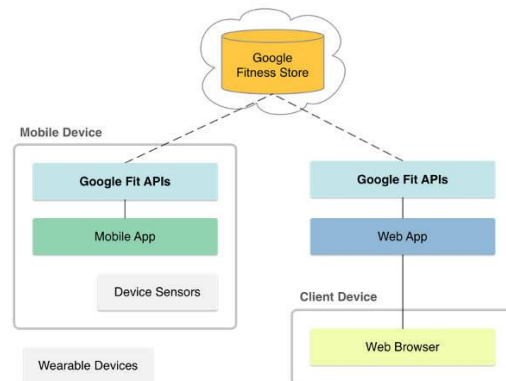 Google
Fitness Store
Mobile Device
Google Fit APIs
Google Fit APIs
Mobile App
Web App
Device Sensors
Client Device
Web Browser
Wearable Devices